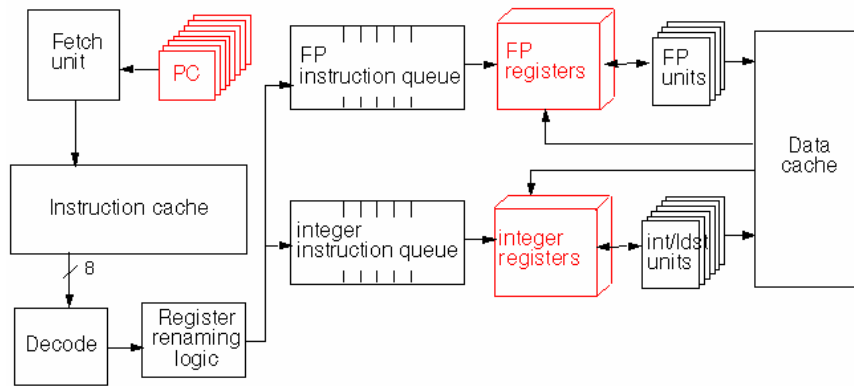 Fetch
unit
PC
FP
instruction queue
FP
registers
FP
units
Data
cache
Instruction cache
integer
instruction queue
integer
registers
int/ldst
units
8
Decode
Register
renaming
logic